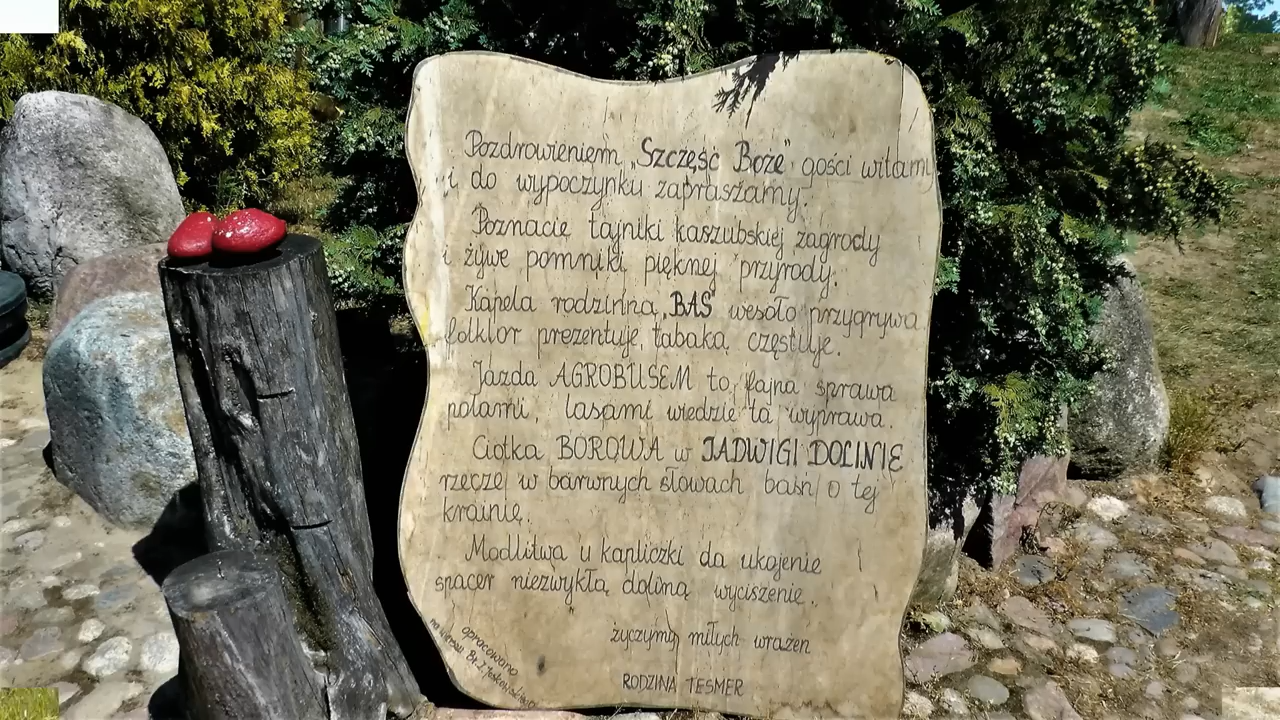 Pozdrowieniem „Szczęść Boże" gości witamy
i do wypoczynku zapraszamy.
Poznacie tajniki kaszubskiej zagrody
i żywe pomniki pięknej przyrody.
Kapela rodzinna „BAS" wesoło przygrywa
folklor prezentuje, tabaką częstuje.
Jazda AGROBUSEM to fajna sprawa
polami, lasami wiedzie ta wyprawa.
Ciotka BOROWA w JADWIGI DOLINIE
rzecze w barwnych słowach baśń o tej
krainie.
Modlitwa u kapliczki da ukojenie
spacer niezwykłą doliną wyciszenie.
życzymy miłych wrażeń
RODZINA TESMER
opracowano
na wzrowi Br. J.